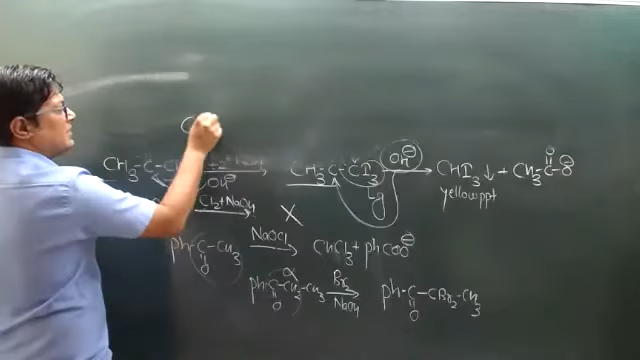 C
CH3-C-C CI3 OH⊖ → CHI3 ↓ + CH3-C-O⊖
OH⊖ Lg yellow ppt
Cl2 + NaOH → X
ph-C-CH3 NaOCl → CHCl3 + phCOO⊖
O
ph-C-CH2-CH3 Br2 → ph-C-CBr2-CH3
O α NaOH O